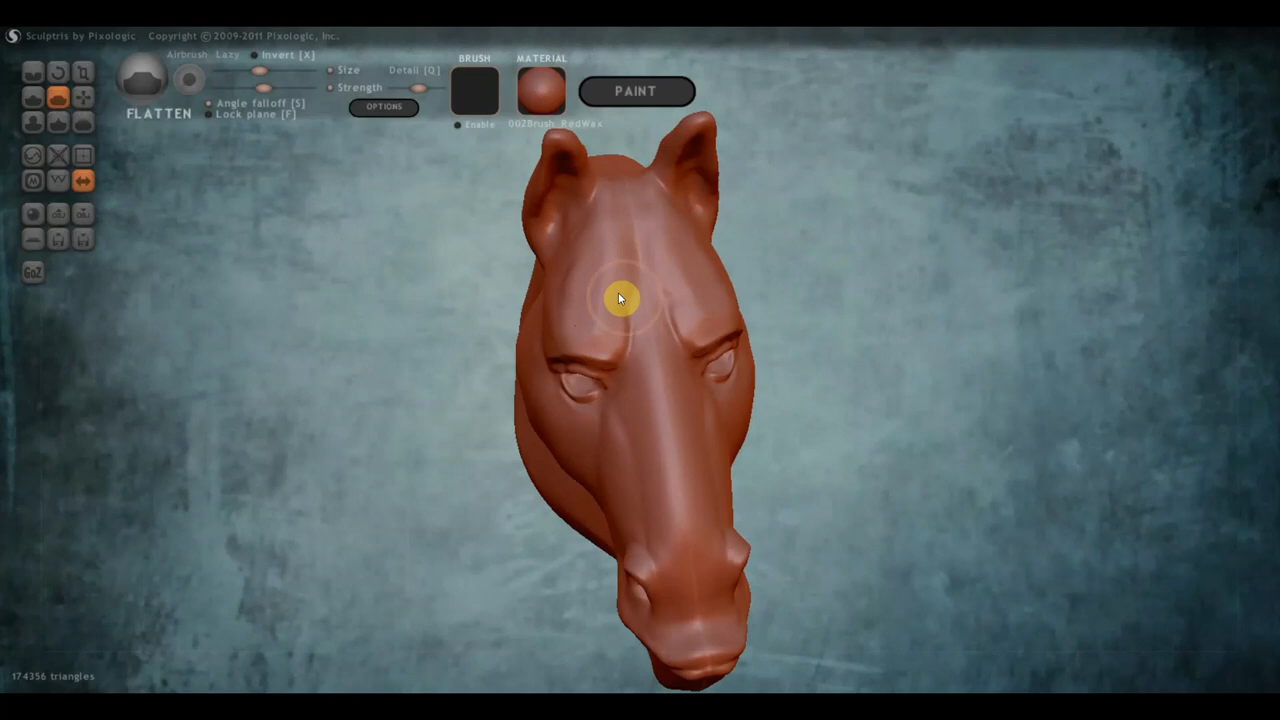 Sculptris by Pixologic Copyright ©2009-2011 Pixologic, Inc.
Airbrush Lazy Invert [X]
BRUSH
MATERIAL
Size Detail [Q]
Strength
PAINT
Angle falloff [S]
OPTIONS
FLATTEN
Lock plane [F]
Enable
00ZBrush_RedWax
GoZ
174356 triangles